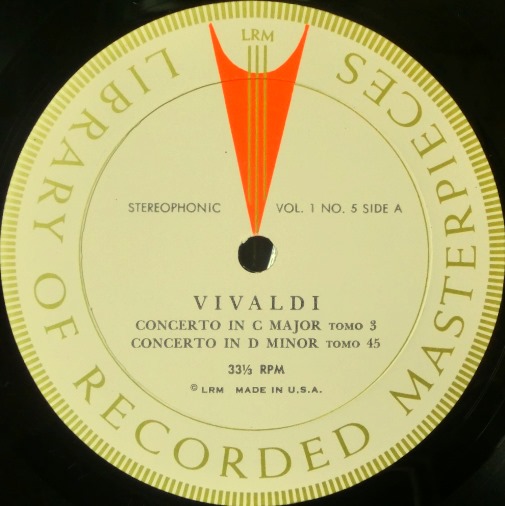 LRM
LIBRARY OF RECORDED MASTERPIECES
STEREOPHONIC VOL. 1 NO. 5 SIDE A
VIVALDI
CONCERTO IN C MAJOR TOMO 3
CONCERTO IN D MINOR TOMO 45
33⅓ RPM
© LRM MADE IN U.S.A.